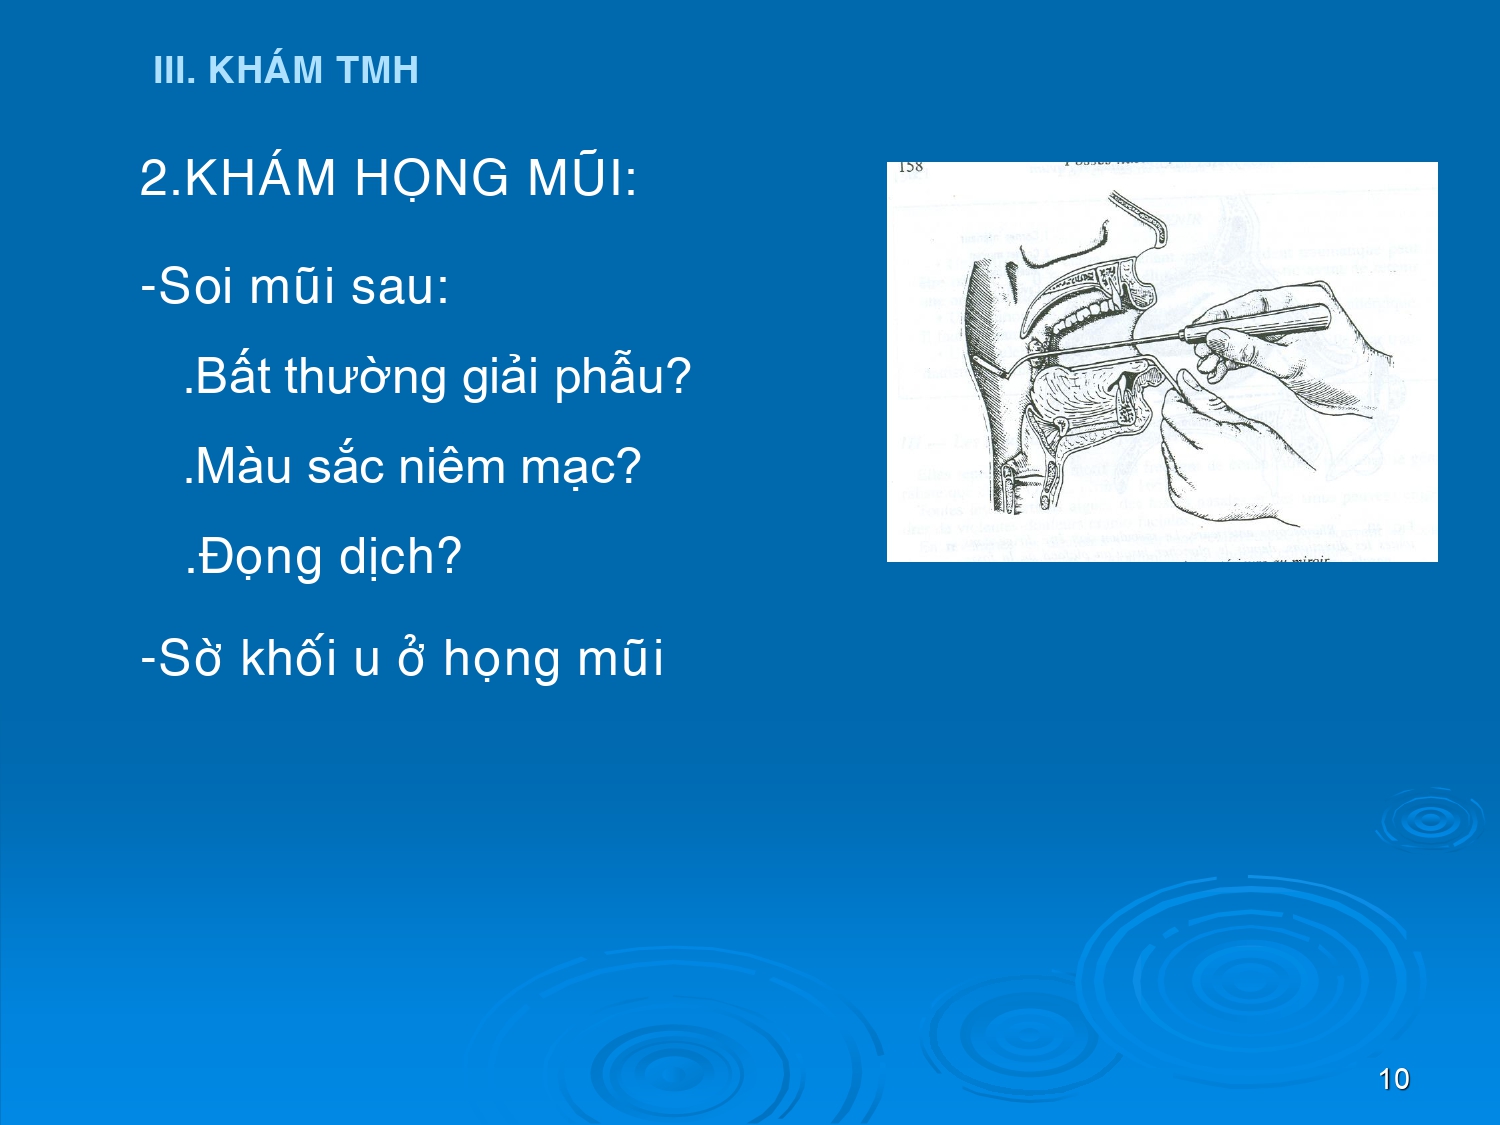 III. KHÁM TMH
2.KHÁM HỌNG MŨI:
-Soi mũi sau:
.Bất thường giải phẫu?
.Màu sắc niêm mạc?
.Đọng dịch?
-Sờ khối u ở họng mũi
158
au miroir
10